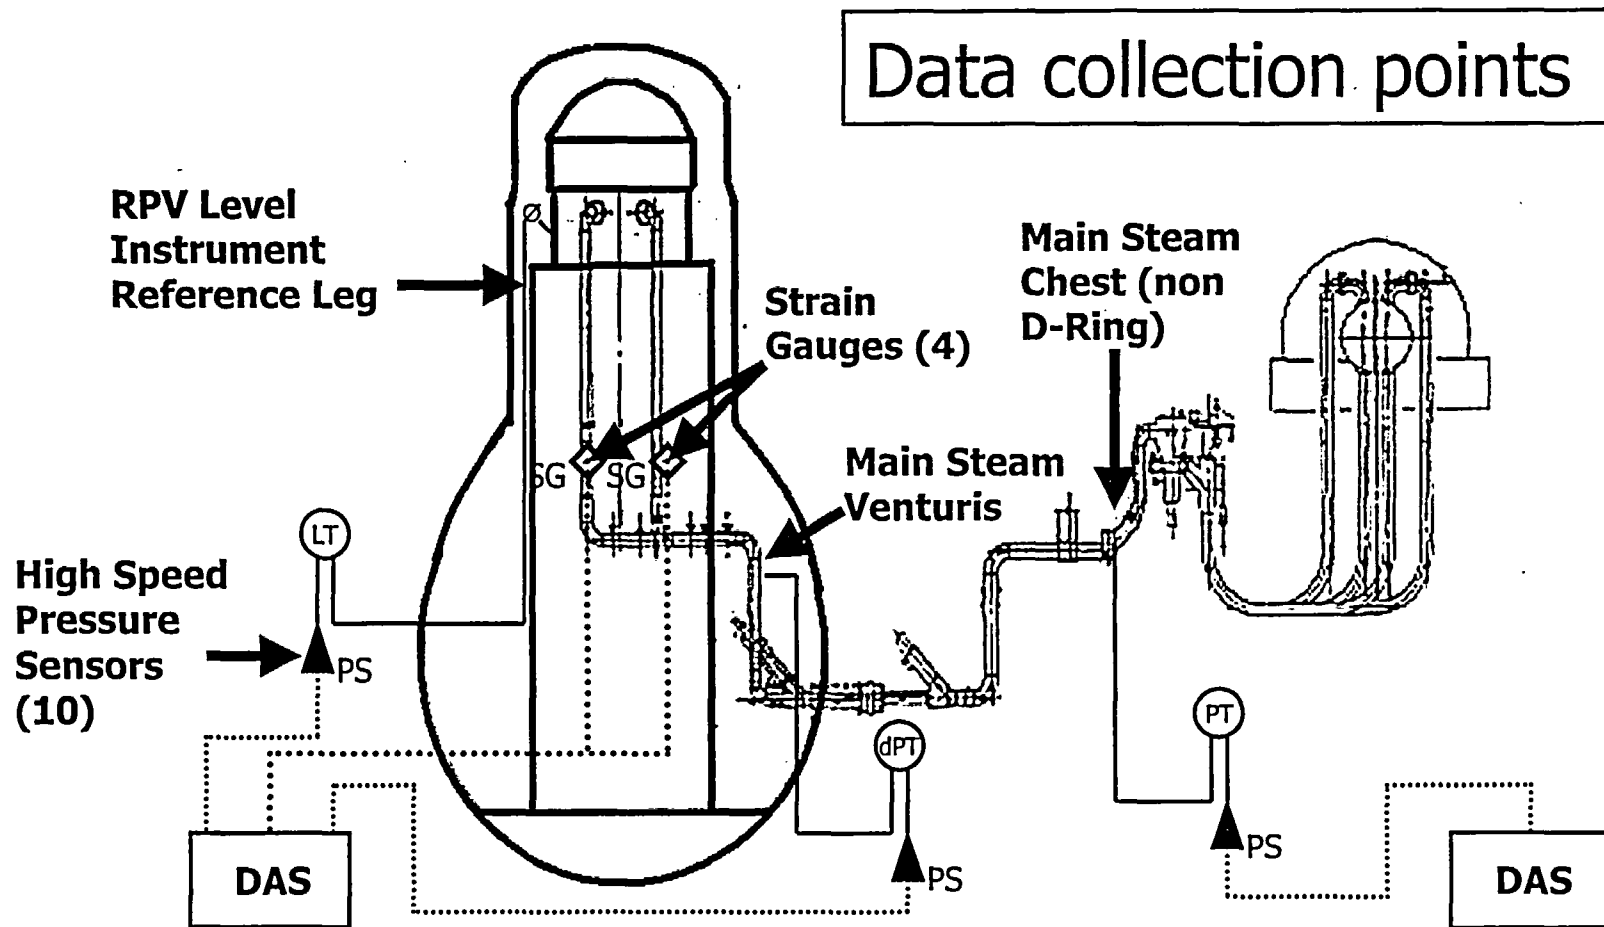 Data collection points
RPV Level
Instrument
Reference Leg
Main Steam
Chest (non
D-Ring)
Strain
Gauges (4)
SG
SG
Main Steam
Venturis
LT
High Speed
Pressure
Sensors
(10)
PS
PT
dPT
PS
PS
DAS
DAS